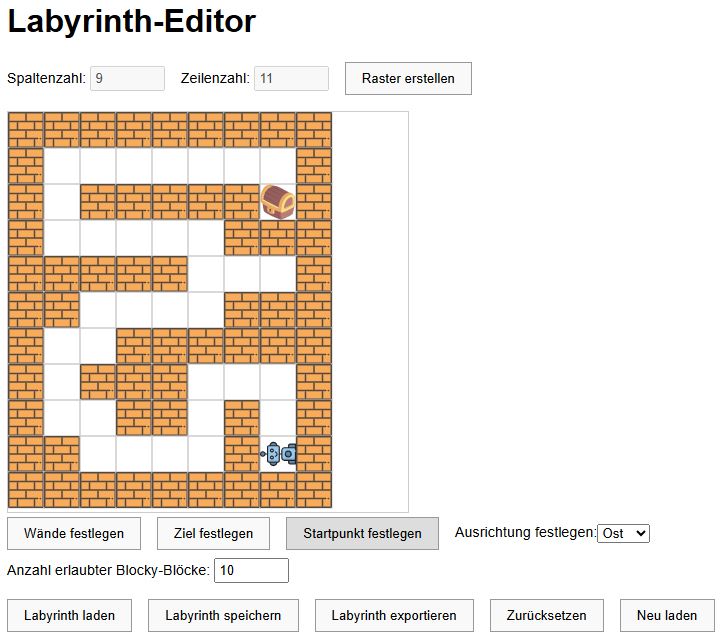 Labyrinth-Editor
Spaltenzahl: 9 Zeilenzahl: 11 Raster erstellen
Wände festlegen Ziel festlegen Startpunkt festlegen Ausrichtung festlegen: Ost
Anzahl erlaubter Blocky-Blöcke: 10
Labyrinth laden Labyrinth speichern Labyrinth exportieren Zurücksetzen Neu laden